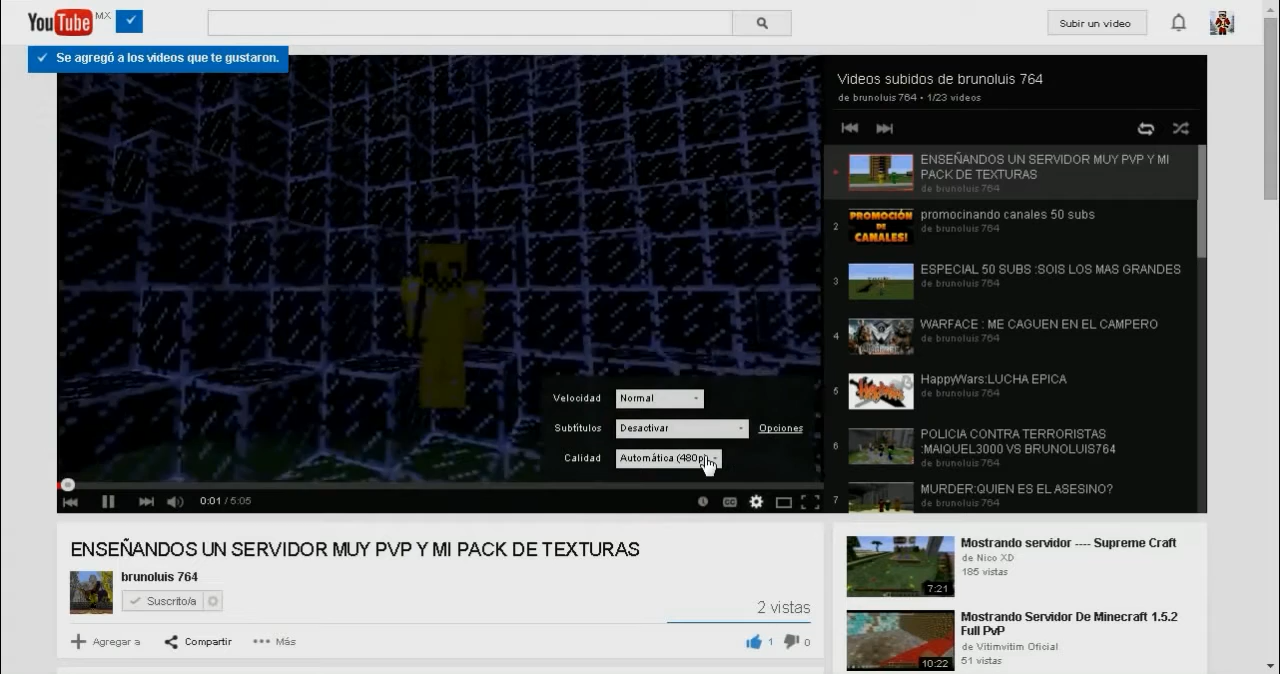 YouTube MX
Subir un video
Se agregó a los videos que te gustaron.
Videos subidos de brunoluis 764
de brunoluis 764 • 1/23 videos
ENSEÑANDOS UN SERVIDOR MUY PVP Y MI
PACK DE TEXTURAS
de brunoluis 764
2
PROMOCIÓN
DE
CANALES!
promocinando canales 50 subs
de brunoluis 764
3
ESPECIAL 50 SUBS :SOIS LOS MAS GRANDES
de brunoluis 764
4
WARFACE : ME CAGUEN EN EL CAMPERO
de brunoluis 764
5
HappyWars:LUCHA EPICA
de brunoluis 764
6
POLICIA CONTRA TERRORISTAS
:MAIQUEL3000 VS BRUNOLUIS764
de brunoluis 764
7
MURDER:QUIEN ES EL ASESINO?
de brunoluis 764
Velocidad Normal
Subtítulos Desactivar Opciones
Calidad Automática (480p)
0:01 / 5:05
CC
ENSEÑANDOS UN SERVIDOR MUY PVP Y MI PACK DE TEXTURAS
brunoluis 764
Suscrito/a
2 vistas
Agregar a Compartir Más
1 0
Mostrando servidor ---- Supreme Craft
de Nico XD
185 vistas
7:21
Mostrando Servidor De Minecraft 1.5.2
Full PvP
de Vitimvitim Oficial
51 vistas
10:22